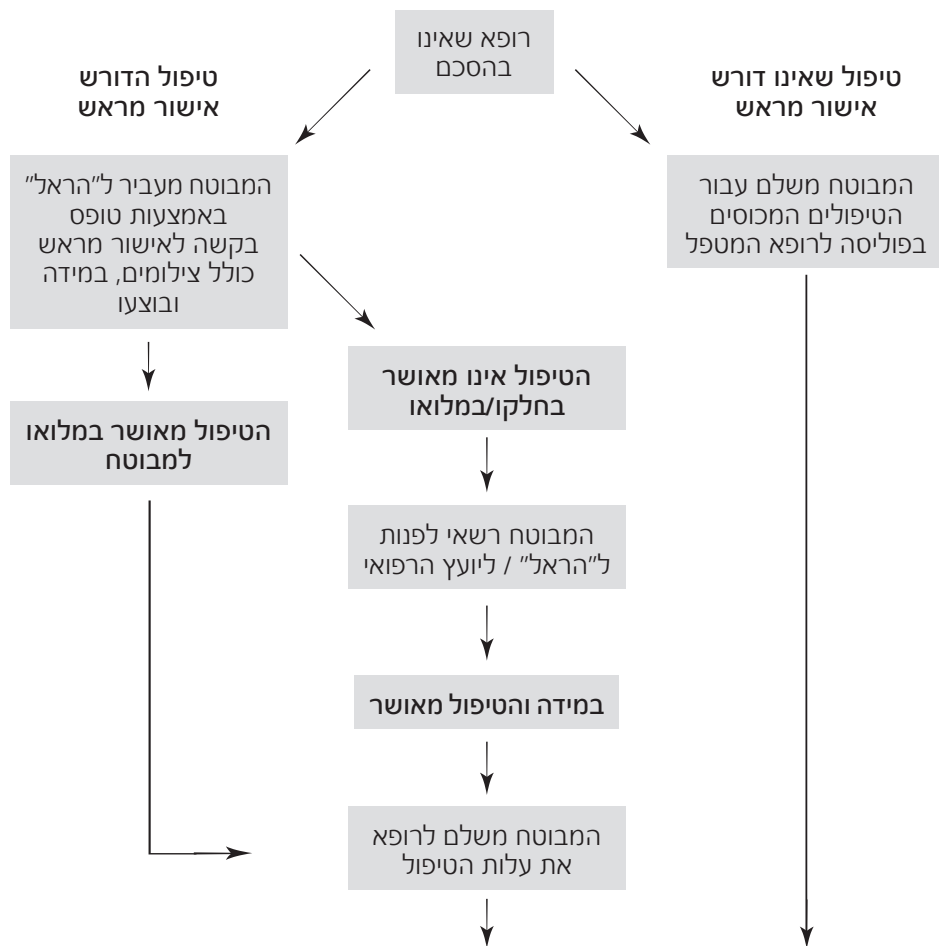 רופא שאינו
בהסכם
טיפול שאינו דורש
אישור מראש
טיפול הדורש
אישור מראש
המבוטח משלם עבור
הטיפולים המכוסים
בפוליסה לרופא המטפל
המבוטח מעביר ל"הראל"
באמצעות טופס
בקשה לאישור מראש
כולל צילומים, במידה
ובוצעו
הטיפול אינו מאושר
בחלקו/במלואו
הטיפול מאושר במלואו
למבוטח
המבוטח רשאי לפנות
ל"הראל" / ליועץ הרפואי
במידה והטיפול מאושר
המבוטח משלם לרופא
את עלות הטיפול